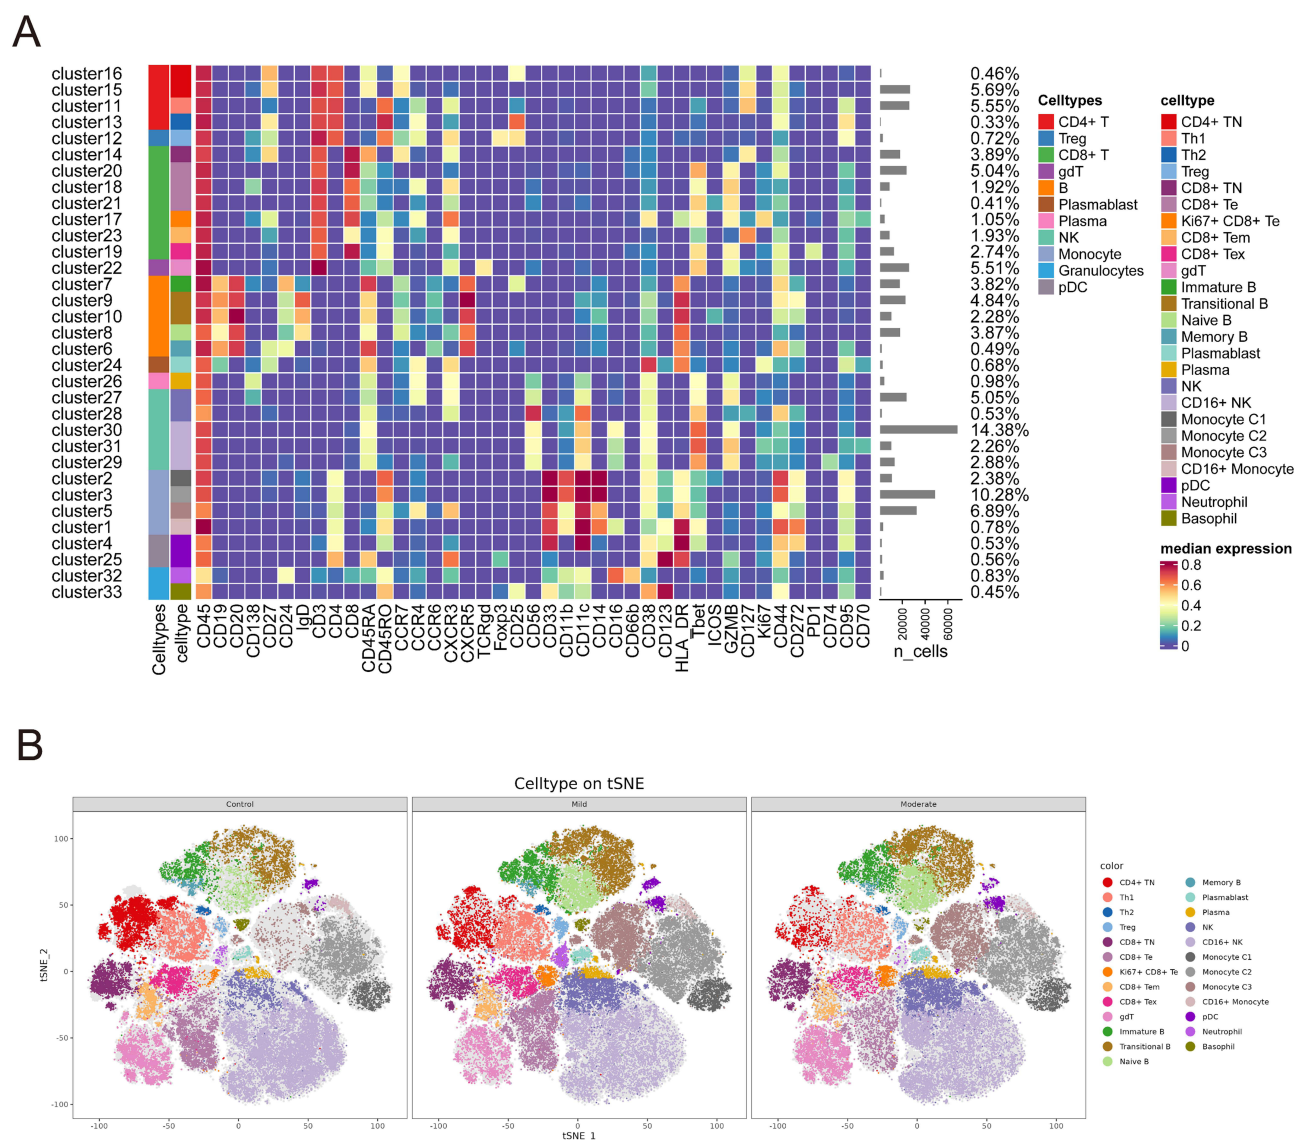 A
cluster16 0.46%
cluster15 5.69%
cluster11 5.55%
cluster13 0.33%
cluster12 0.72%
cluster14 3.89%
cluster20 5.04%
cluster18 1.92%
cluster21 0.41%
cluster17 1.05%
cluster23 1.93%
cluster19 2.74%
cluster22 5.51%
cluster7 3.82%
cluster9 4.84%
cluster10 2.28%
cluster8 3.87%
cluster6 0.49%
cluster24 0.68%
cluster26 0.98%
cluster27 5.05%
cluster28 0.53%
cluster30 14.38%
cluster31 2.26%
cluster29 2.88%
cluster2 2.38%
cluster3 10.28%
cluster5 6.89%
cluster1 0.78%
cluster4 0.53%
cluster25 0.56%
cluster32 0.83%
cluster33 0.45%
Celltypes celltype CD45 CD19 CD20 CD138 CD27 CD24 IgD CD3 CD4 CD8 CD45RA CD45RO CCR7 CCR4 CCR6 CXCR3 CXCR5 TCRgd Foxp3 CD25 CD56 CD33 CD11b CD11c CD14 CD16 CD66b CD38 CD123 HLA_DR Tbet ICOS GZMB CD127 Ki67 CD44 CD272 PD1 CD74 CD95 CD70
20000 40000 60000
n_cells
Celltypes
CD4+ T
Treg
CD8+ T
gdT
B
Plasmablast
Plasma
NK
Monocyte
Granulocytes
pDC
celltype
CD4+ TN
Th1
Th2
Treg
CD8+ TN
CD8+ Te
Ki67+ CD8+ Te
CD8+ Tem
CD8+ Tex
gdT
Immature B
Transitional B
Naive B
Memory B
Plasmablast
Plasma
NK
CD16+ NK
Monocyte C1
Monocyte C2
Monocyte C3
CD16+ Monocyte
pDC
Neutrophil
Basophil
median expression
0.8
0.6
0.4
0.2
0
B
Celltype on tSNE
Control Mild Moderate
100
50
0
-50
-100
tSNE_2
-100 -50 0 50 100 -100 -50 0 50 100 -100 -50 0 50 100
tSNE_1
color
CD4+ TN
Th1
Th2
Treg
CD8+ TN
CD8+ Te
Ki67+ CD8+ Te
CD8+ Tem
CD8+ Tex
gdT
Immature B
Transitional B
Naive B
Memory B
Plasmablast
Plasma
NK
CD16+ NK
Monocyte C1
Monocyte C2
Monocyte C3
CD16+ Monocyte
pDC
Neutrophil
Basophil